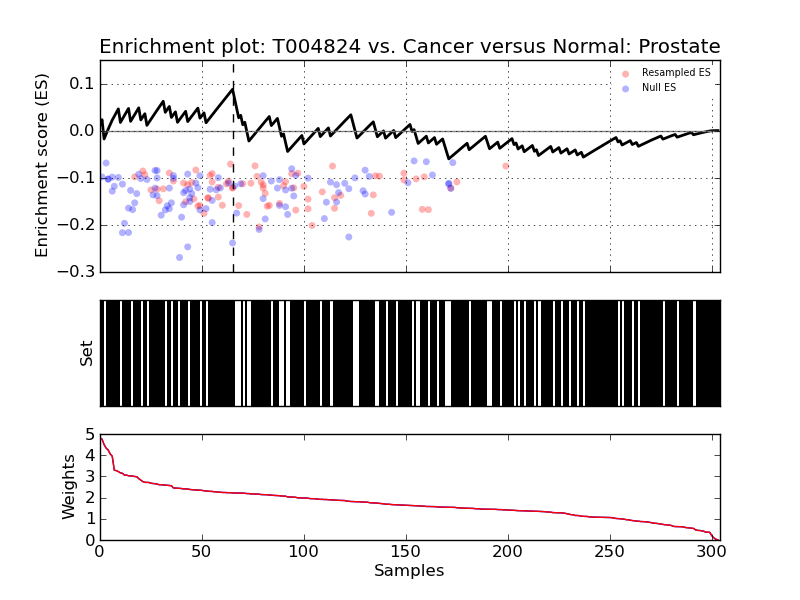 Enrichment plot: T004824 vs. Cancer versus Normal: Prostate
Enrichment score (ES)
0.1
0.0
−0.1
−0.2
−0.3
Resampled ES
Null ES
Set
Weights
5
4
3
2
1
0
0 50 100 150 200 250 300
Samples